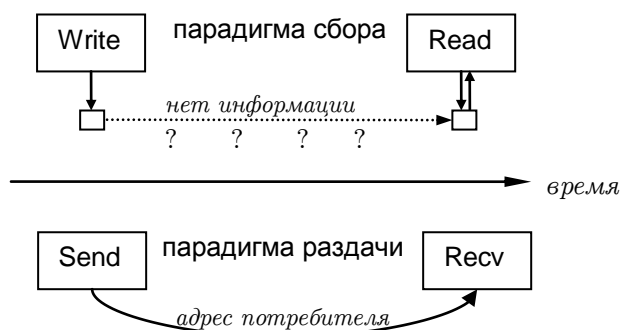 Write парадигма сбора Read
нет информации
? ? ? ?
время
Send парадигма раздачи Recv
адрес потребителя